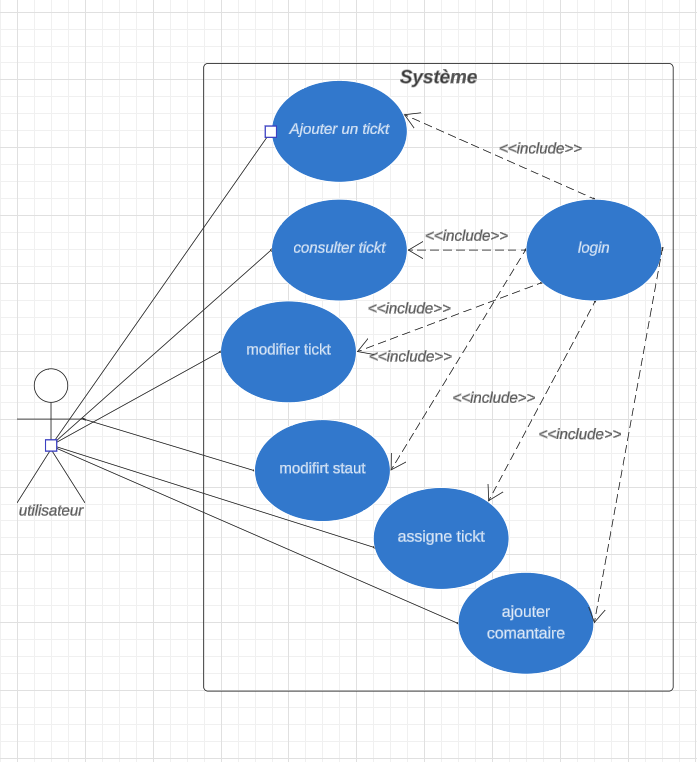 Système
Ajouter un tickt
<<include>>
consulter tickt
<<include>>
login
<<include>>
modifier tickt
<<include>>
<<include>>
<<include>>
modifirt staut
utilisateur
assigne tickt
ajouter
comantaire